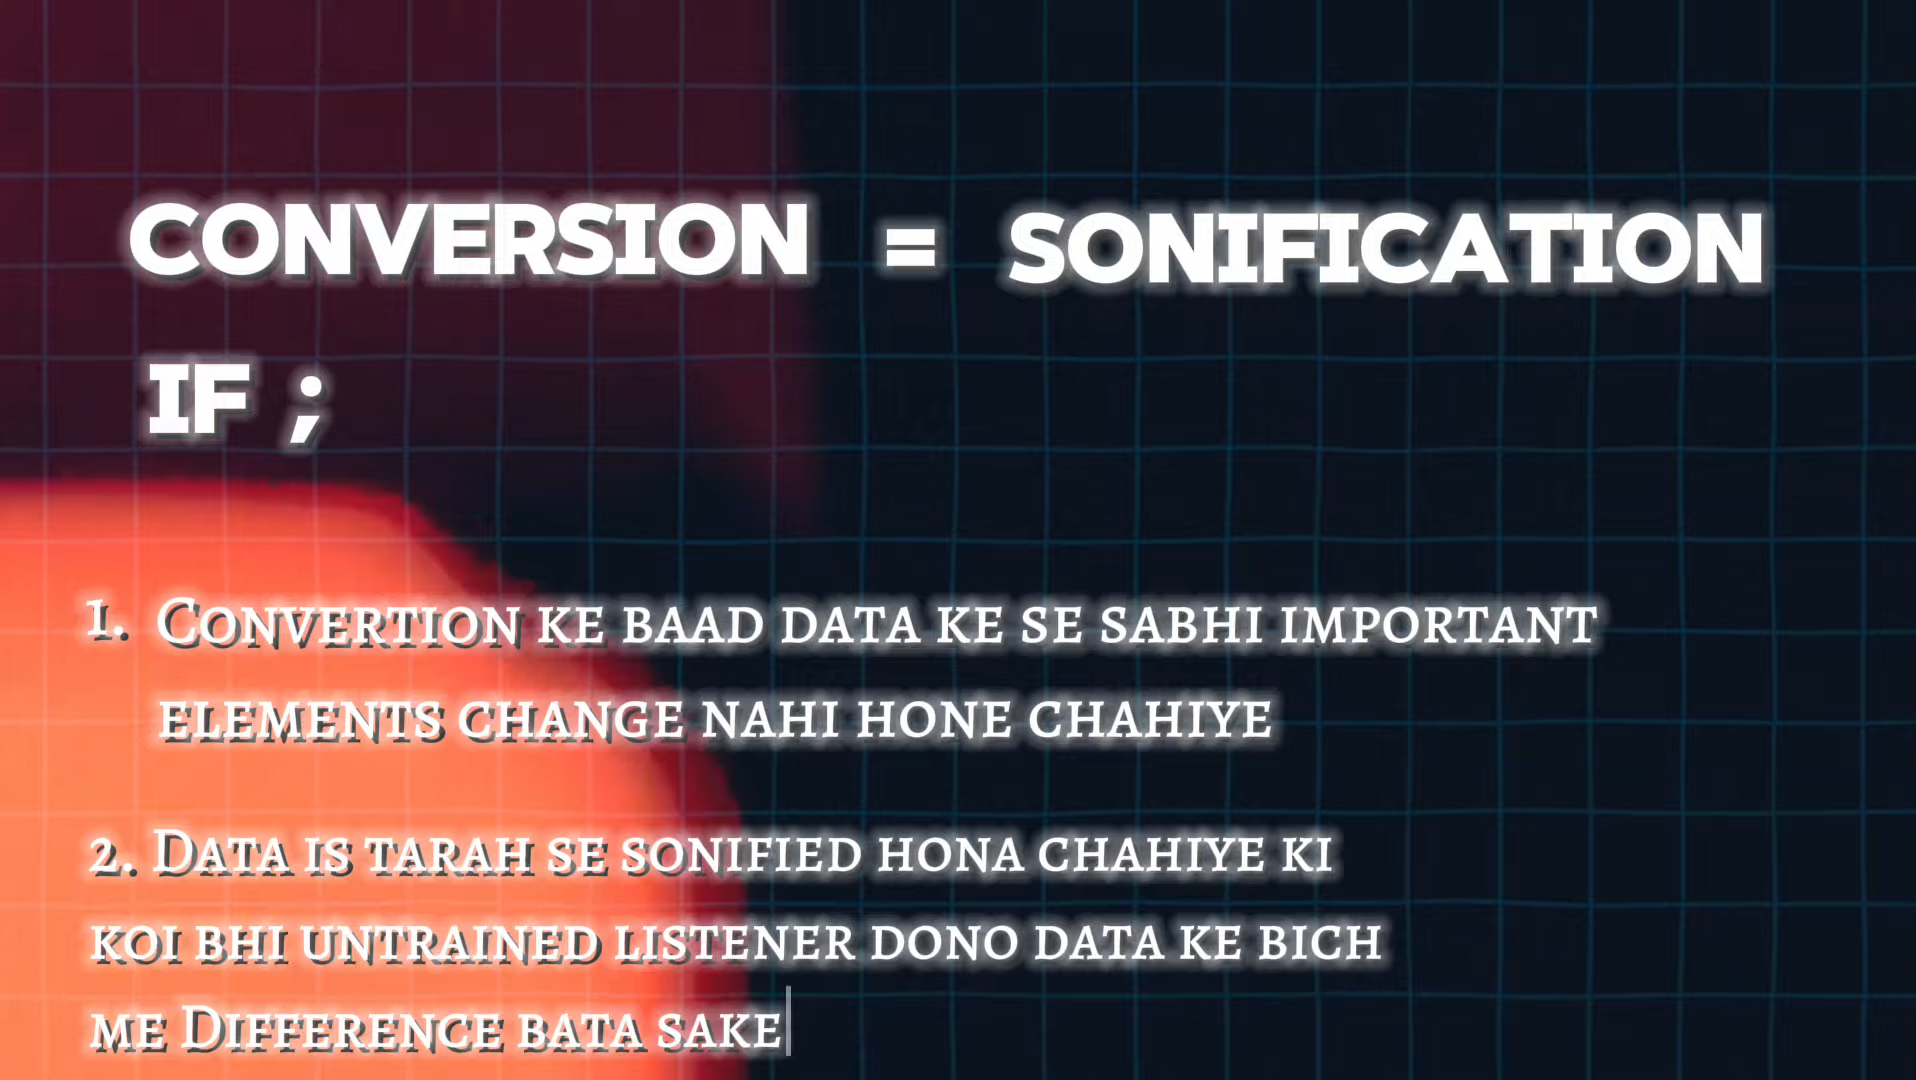 CONVERSION = SONIFICATION
IF ;
1. Convertion ke baad data ke se sabhi important
elements change nahi hone chahiye
2. Data is tarah se sonified hona chahiye ki
koi bhi untrained listener dono data ke bich
me Difference bata sake